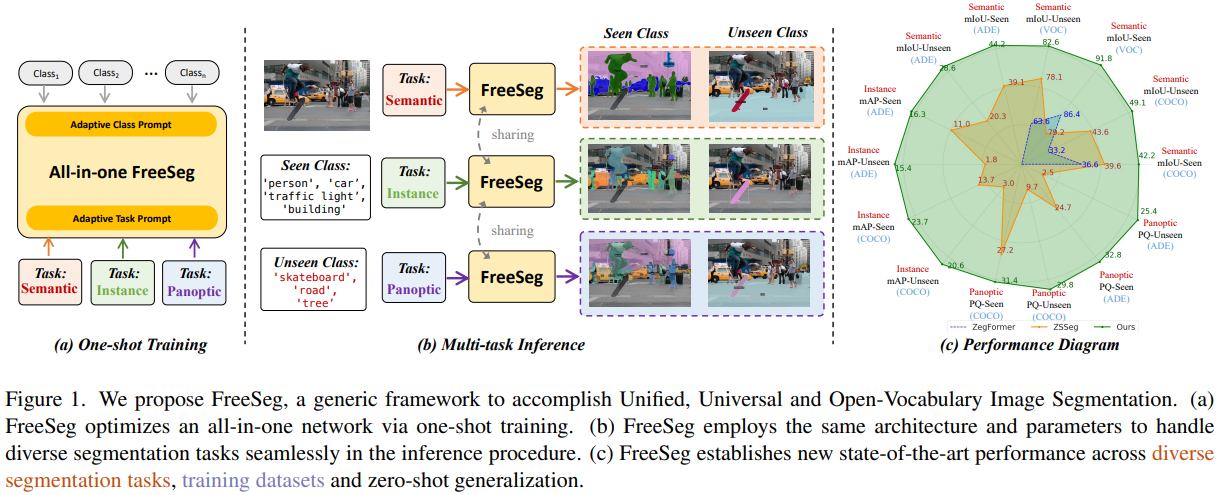 Class1
Class2
...
Classn
Adaptive Class Prompt
All-in-one FreeSeg
Adaptive Task Prompt
Task:
Semantic
Task:
Instance
Task:
Panoptic
(a) One-shot Training
Seen Class
Unseen Class
Task:
Semantic
FreeSeg
sharing
Seen Class:
'person', 'car',
'traffic light',
'building'
Task:
Instance
FreeSeg
sharing
Unseen Class:
'skateboard',
'road',
'tree'
Task:
Panoptic
FreeSeg
(b) Multi-task Inference
Semantic
mIoU-Seen
(ADE)
44.2
Semantic
mIoU-Unseen
(VOC)
82.6
Semantic
mIoU-Seen
(VOC)
91.8
Semantic
mIoU-Unseen
(COCO)
49.1
Semantic
mIoU-Seen
(COCO)
42.2
Panoptic
PQ-Unseen
(ADE)
25.4
Panoptic
PQ-Seen
(ADE)
32.8
Panoptic
PQ-Unseen
(COCO)
29.8
Panoptic
PQ-Seen
(COCO)
31.4
Instance
mAP-Unseen
(COCO)
20.6
Instance
mAP-Seen
(COCO)
23.7
Instance
mAP-Unseen
(ADE)
15.4
Instance
mAP-Seen
(ADE)
16.3
Semantic
mIoU-Unseen
(ADE)
28.6
39.1
78.1
20.3
11.0
63.6
86.4
79.2
43.6
33.2
1.8
36.6
39.6
2.5
13.7
3.0
9.7
24.7
27.2
ZegFormer
ZSSeg
Ours
(c) Performance Diagram
Figure 1. We propose FreeSeg, a generic framework to accomplish Unified, Universal and Open-Vocabulary Image Segmentation. (a)
FreeSeg optimizes an all-in-one network via one-shot training. (b) FreeSeg employs the same architecture and parameters to handle
diverse segmentation tasks seamlessly in the inference procedure. (c) FreeSeg establishes new state-of-the-art performance across diverse
segmentation tasks, training datasets and zero-shot generalization.